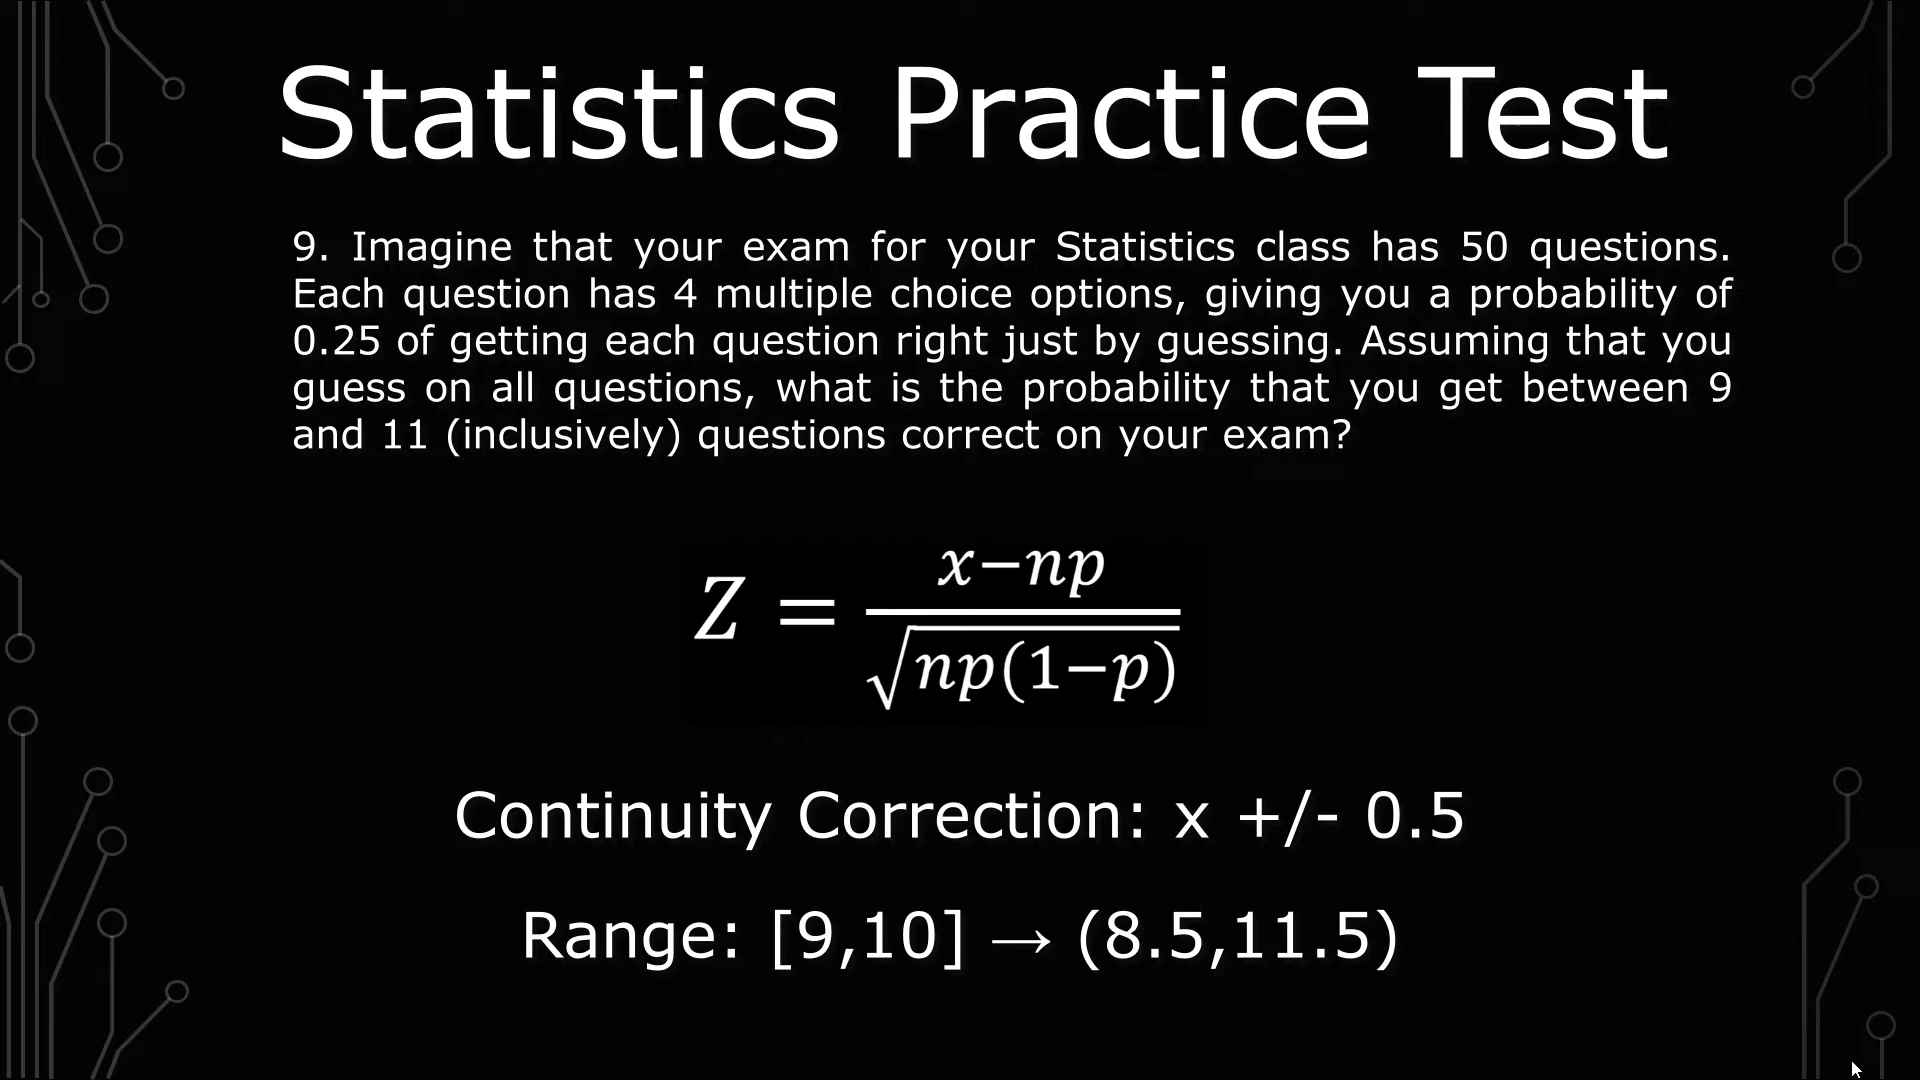 Statistics Practice Test
9. Imagine that your exam for your Statistics class has 50 questions.
Each question has 4 multiple choice options, giving you a probability of
0.25 of getting each question right just by guessing. Assuming that you
guess on all questions, what is the probability that you get between 9
and 11 (inclusively) questions correct on your exam?
Z = \frac{x-np}{\sqrt{np(1-p)}}
Continuity Correction: x +/- 0.5
Range: [9,10] → (8.5,11.5)